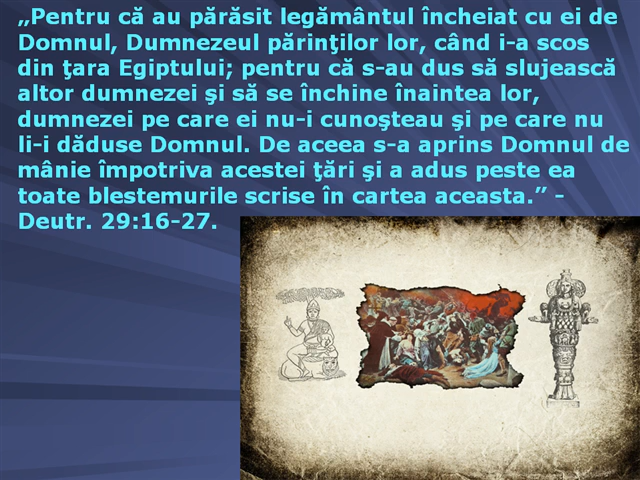 „Pentru că au părăsit legământul încheiat cu ei de
Domnul, Dumnezeul părinţilor lor, când i-a scos
din ţara Egiptului; pentru că s-au dus să slujească
altor dumnezei şi să se închine înaintea lor,
dumnezei pe care ei nu-i cunoşteau şi pe care nu
li-i dăduse Domnul. De aceea s-a aprins Domnul de
mânie împotriva acestei ţări şi a adus peste ea
toate blestemurile scrise în cartea aceasta.” -
Deutr. 29:16-27.